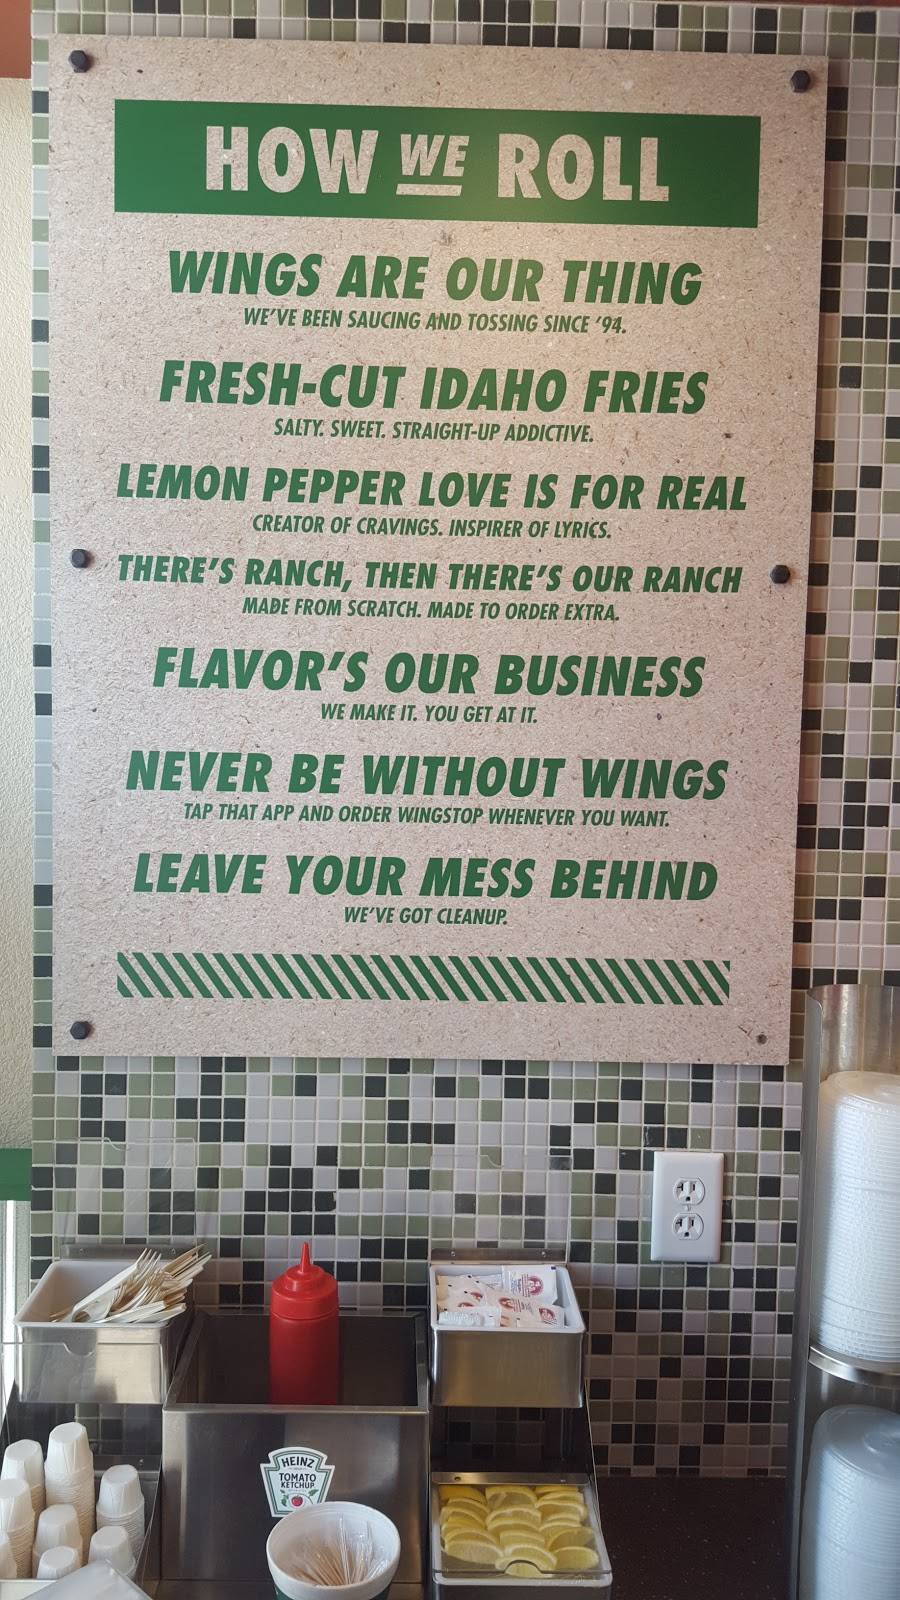 HOW WE ROLL
WINGS ARE OUR THING
WE'VE BEEN SAUCING AND TOSSING SINCE '94.
FRESH-CUT IDAHO FRIES
SALTY. SWEET. STRAIGHT-UP ADDICTIVE.
LEMON PEPPER LOVE IS FOR REAL
CREATOR OF CRAVINGS. INSPIRER OF LYRICS.
THERE'S RANCH, THEN THERE'S OUR RANCH
MADE FROM SCRATCH. MADE TO ORDER EXTRA.
FLAVOR'S OUR BUSINESS
WE MAKE IT. YOU GET AT IT.
NEVER BE WITHOUT WINGS
TAP THAT APP AND ORDER WINGSTOP WHENEVER YOU WANT.
LEAVE YOUR MESS BEHIND
WE'VE GOT CLEANUP.
HEINZ
TOMATO
KETCHUP